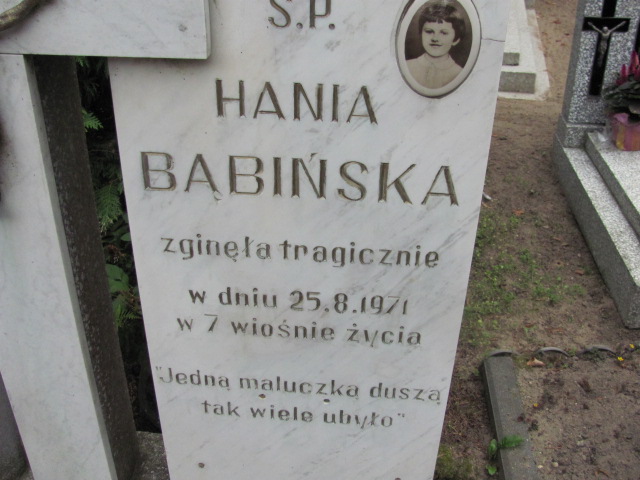 Ś.P.
HANIA
BĄBIŃSKA
zginęła tragicznie
w dniu 25.8.1971
w 7 wiośnie życia
"Jedną maluczką duszą
tak wiele ubyło"